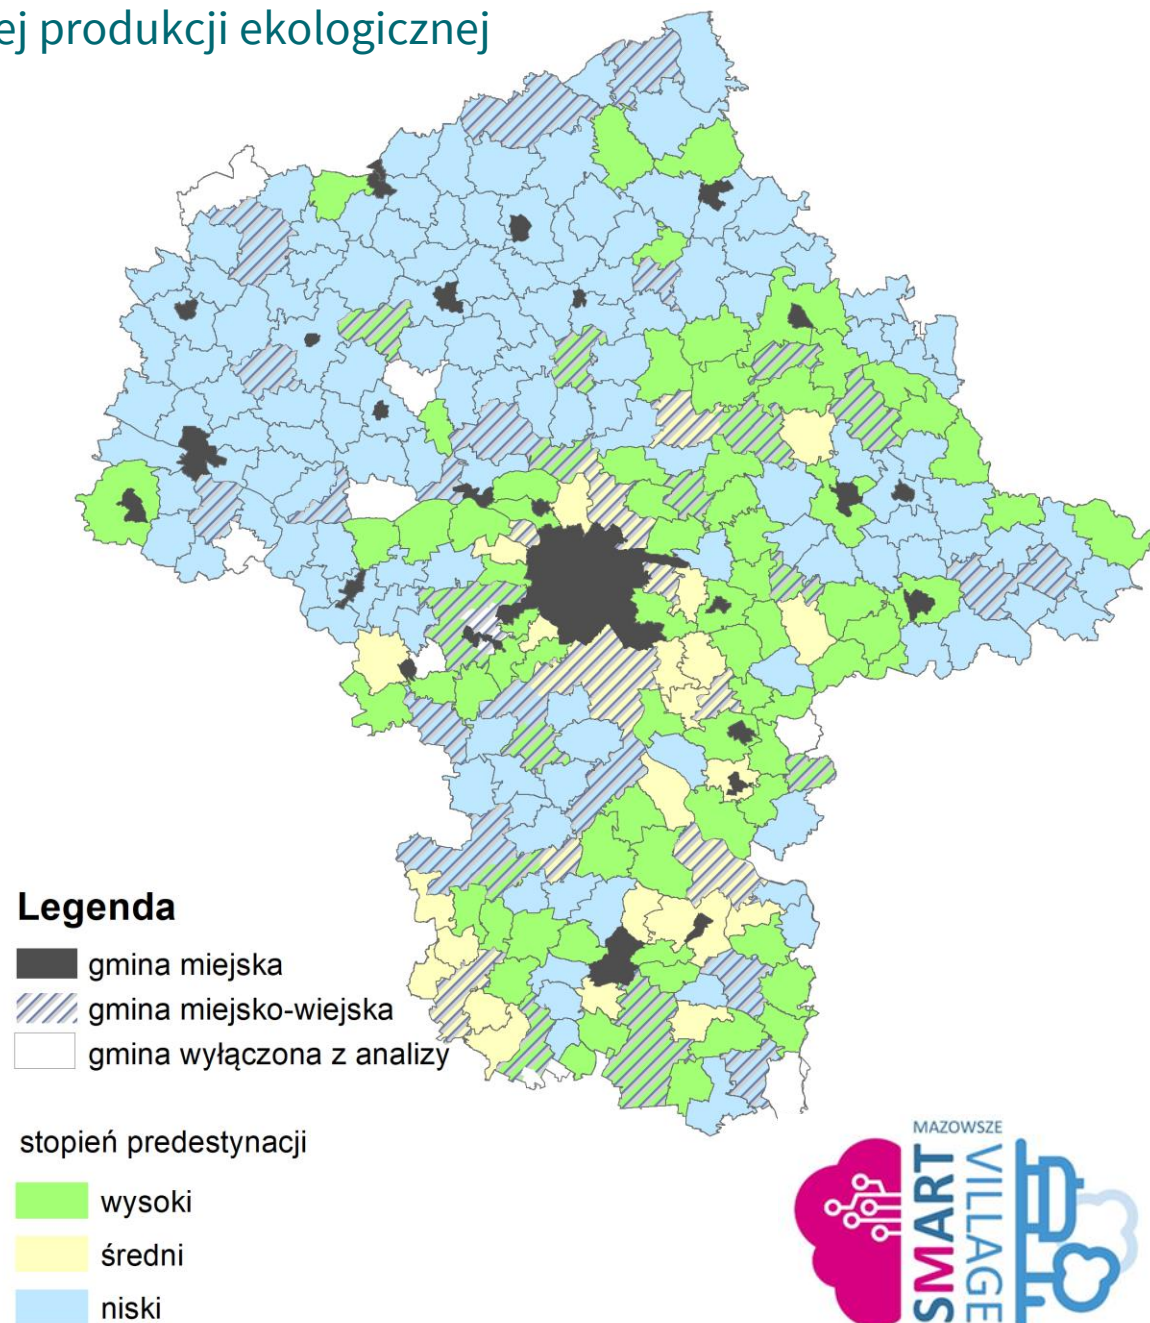 ej produkcji ekologicznej
Legenda
gmina miejska
gmina miejsko-wiejska
gmina wyłączona z analizy
stopień predestynacji
wysoki
średni
niski
MAZOWSZE
SMART
VILLAGE